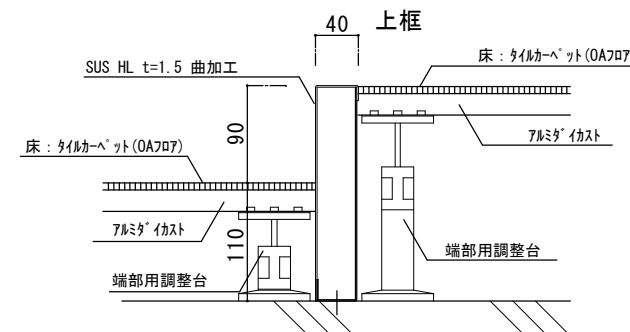 40 上框
床：ﾀｲﾙｶｰﾍﾟｯﾄ(OAﾌﾛｱ
SUS HL t=1.5 曲加工
90
ｱﾙﾐﾀﾞｲｶｽﾄ
床：ﾀｲﾙｶｰﾍﾟｯﾄ(OAﾌﾛｱ)
ｱﾙﾐﾀﾞｲｶｽﾄ
110
端部用調整台
端部用調整台